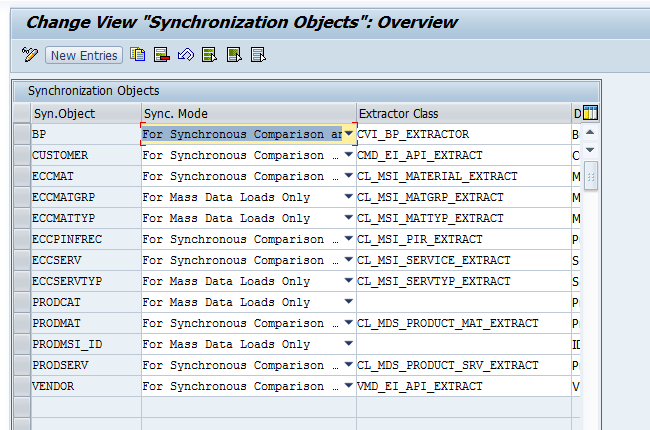 Change View "Synchronization Objects": Overview
New Entries
Synchronization Objects
Syn.Object Sync. Mode Extractor Class D
BP For Synchronous Comparison an CVI_BP_EXTRACTOR B
CUSTOMER For Synchronous Comparison … CMD_EI_API_EXTRACT C
ECCMAT For Synchronous Comparison … CL_MSI_MATERIAL_EXTRACT M
ECCMATGRP For Mass Data Loads Only CL_MSI_MATGRP_EXTRACT M
ECCMATTYP For Mass Data Loads Only CL_MSI_MATTYP_EXTRACT M
ECCPINFREC For Synchronous Comparison … CL_MSI_PIR_EXTRACT P
ECCSERV For Synchronous Comparison … CL_MSI_SERVICE_EXTRACT S
ECCSERVTYP For Mass Data Loads Only CL_MSI_SERVTYP_EXTRACT S
PRODCAT For Mass Data Loads Only P
PRODMAT For Synchronous Comparison … CL_MDS_PRODUCT_MAT_EXTRACT P
PRODMSI_ID For Mass Data Loads Only ID
PRODSERV For Synchronous Comparison … CL_MDS_PRODUCT_SRV_EXTRACT P
VENDOR For Synchronous Comparison … VMD_EI_API_EXTRACT V